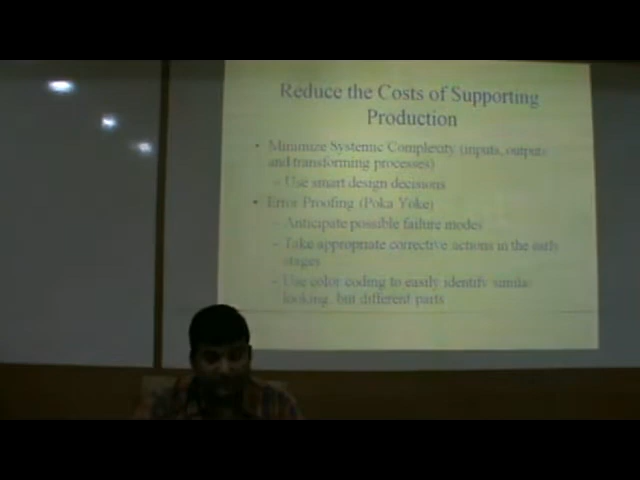 Reduce the Costs of Supporting
Production
• Minimize Systemic Complexity (inputs, outputs
and transforming processes)
– Use smart design decisions
• Error Proofing (Poka Yoke)
– Anticipate possible failure modes
– Take appropriate corrective actions in the early
stages
– Use color coding to easily identify similar
looking, but different parts